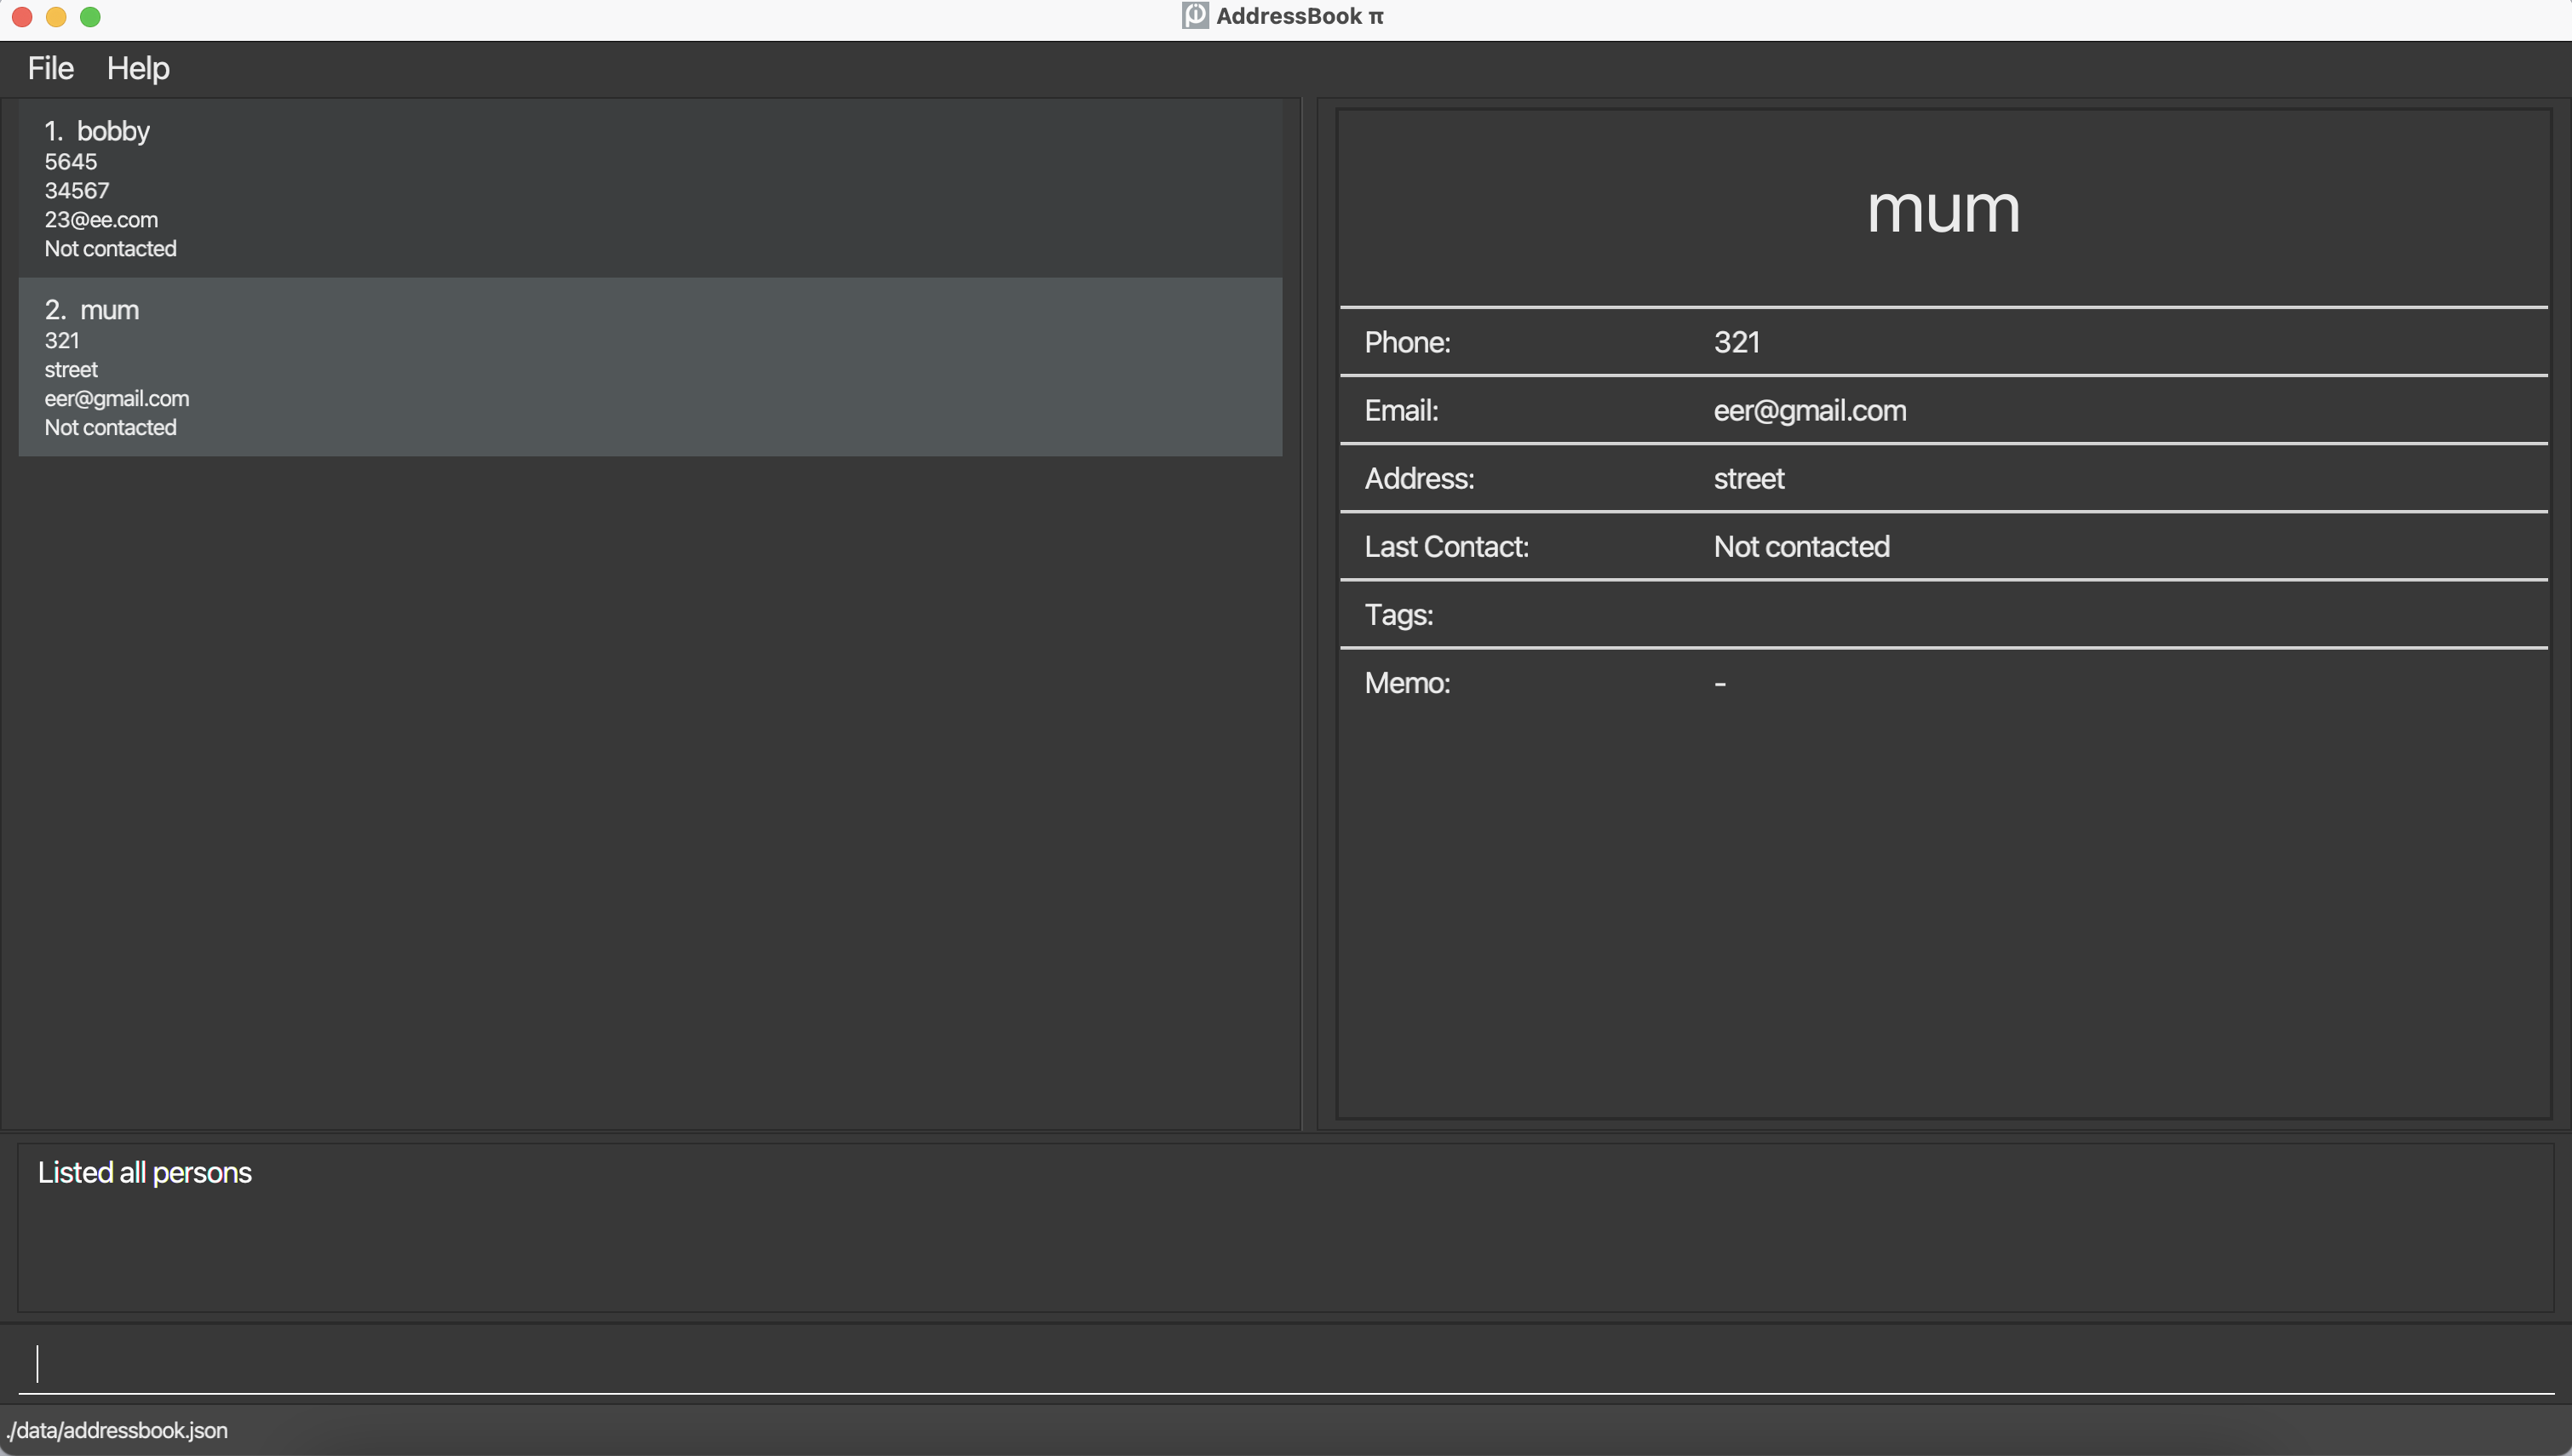 AddressBook π
File Help
1. bobby
5645
34567
23@ee.com
Not contacted
2. mum
321
street
eer@gmail.com
Not contacted
mum
Phone: 321
Email: eer@gmail.com
Address: street
Last Contact: Not contacted
Tags:
Memo: -
Listed all persons
./data/addressbook.json